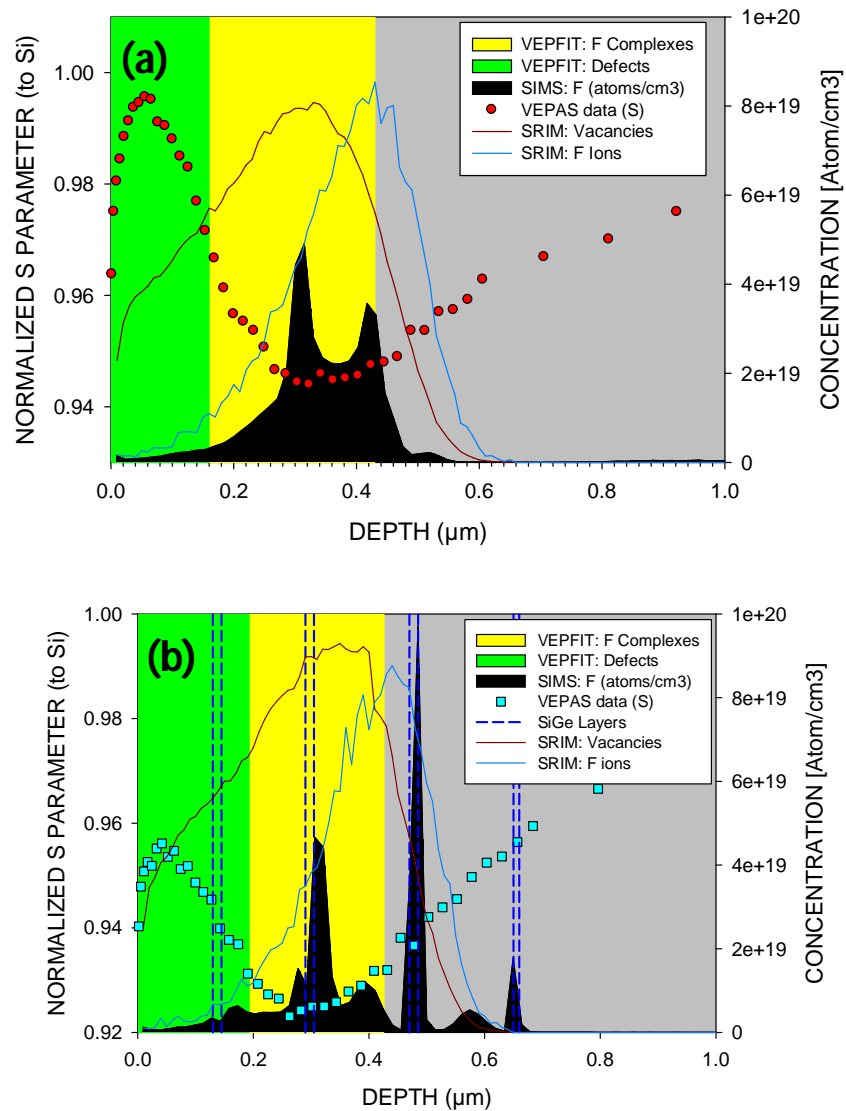 (a)
VEPFIT: F Complexes
VEPFIT: Defects
SIMS: F (atoms/cm3)
VEPAS data (S)
SRIM: Vacancies
SRIM: F Ions
NORMALIZED S PARAMETER (to Si)
1.00
0.98
0.96
0.94
CONCENTRATION [Atom/cm3]
1e+20
8e+19
6e+19
4e+19
2e+19
0
0.0 0.2 0.4 0.6 0.8 1.0
DEPTH (µm)
(b)
VEPFIT: F Complexes
VEPFIT: Defects
SIMS: F (atoms/cm3)
VEPAS data (S)
SiGe Layers
SRIM: Vacancies
SRIM: F ions
NORMALIZED S PARAMETER (to Si)
1.00
0.98
0.96
0.94
0.92
CONCENTRATION [Atom/cm3]
1e+20
8e+19
6e+19
4e+19
2e+19
0
0.0 0.2 0.4 0.6 0.8 1.0
DEPTH (µm)